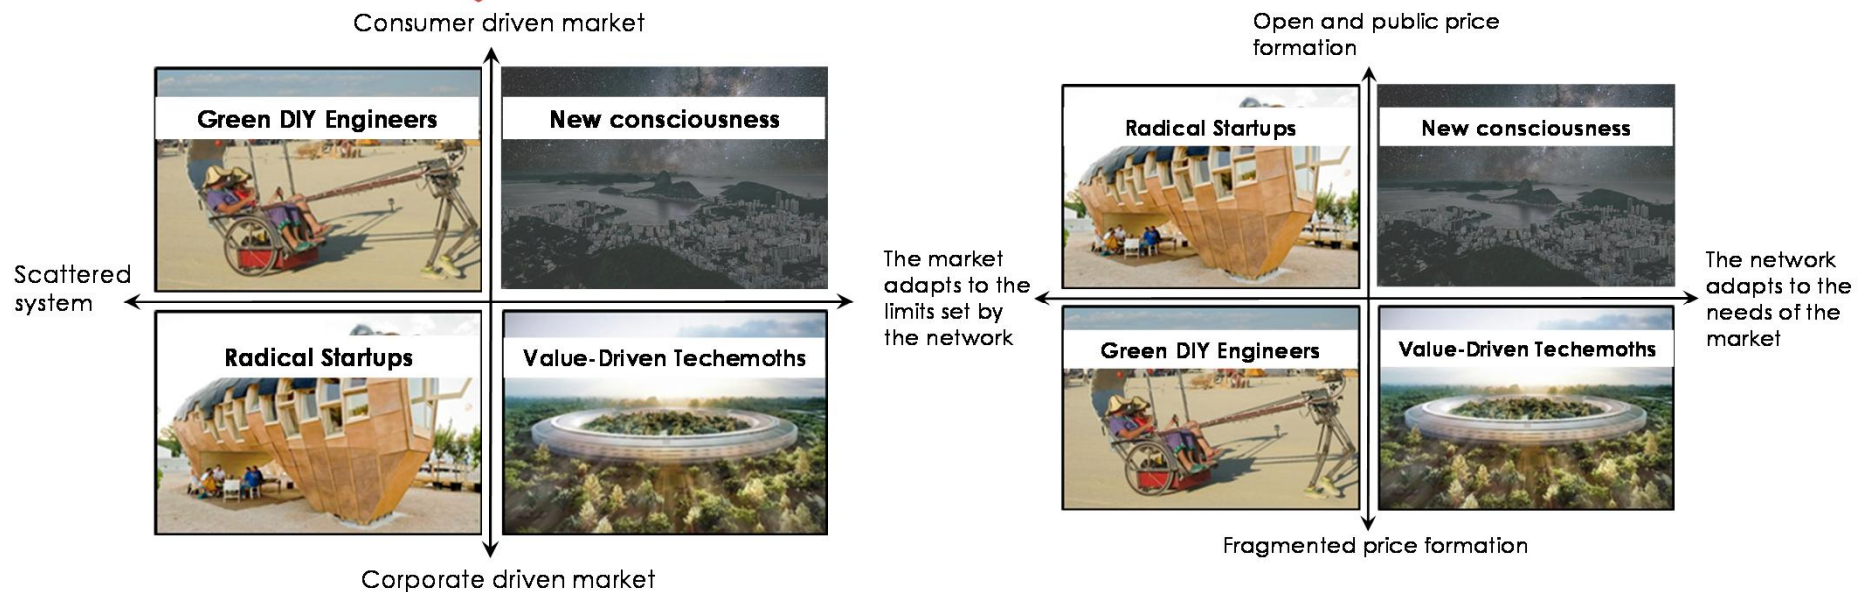 Consumer driven market
Green DIY Engineers
New consciousness
Scattered
system
Radical Startups
Value-Driven Techemoths
Corporate driven market
Open and public price
formation
Radical Startups
New consciousness
The market
adapts to the
limits set by
the network
The network
adapts to the
needs of the
market
Green DIY Engineers
Value-Driven Techemoths
Fragmented price formation